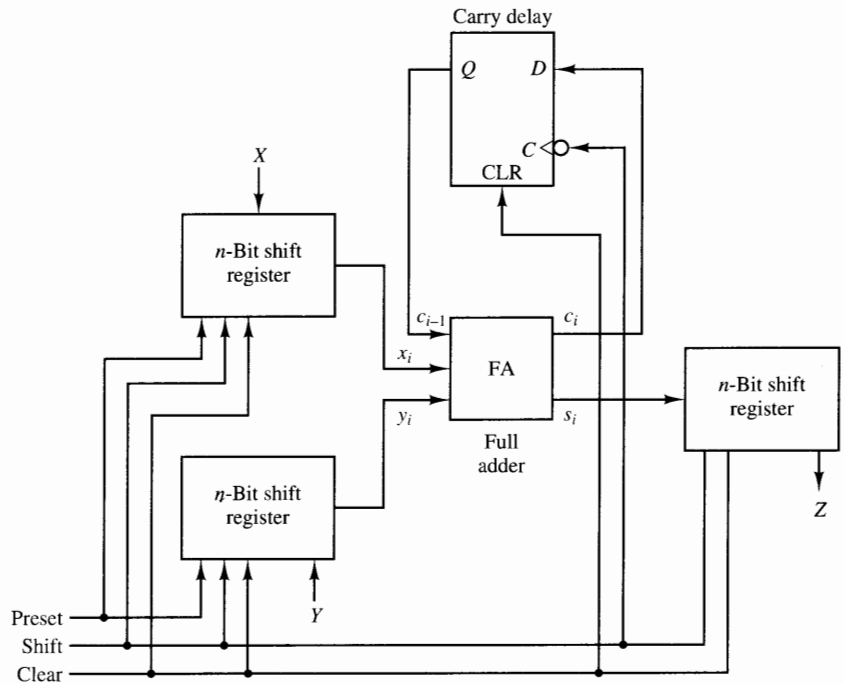 Carry delay
Q
D
C
CLR
X
n-Bit shift
register
c_{i–1}
c_i
x_i
FA
n-Bit shift
register
y_i
s_i
Full
adder
n-Bit shift
register
Z
Y
Preset
Shift
Clear